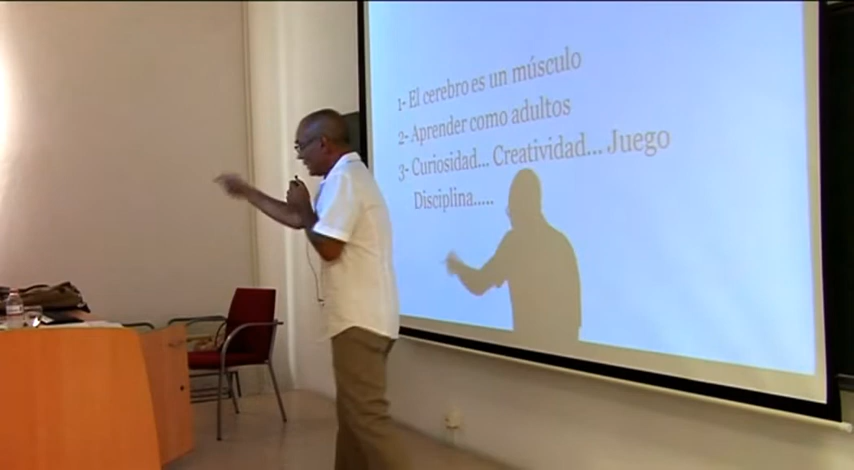 1- El cerebro es un músculo
2- Aprender como adultos
3- Curiosidad... Creatividad... Juego
Disciplina.....